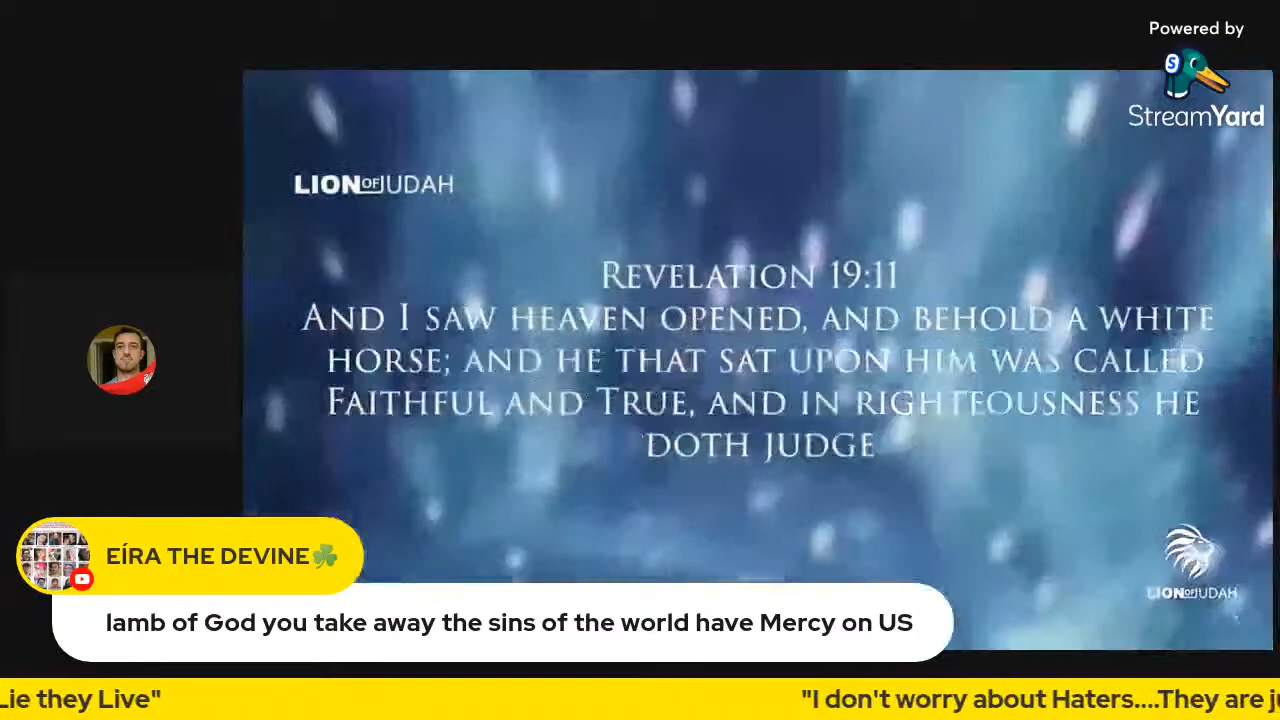 Powered by
StreamYard
LION OF JUDAH
REVELATION 19:11
AND I SAW HEAVEN OPENED, AND BEHOLD A WHITE
HORSE; AND HE THAT SAT UPON HIM WAS CALLED
FAITHFUL AND TRUE, AND IN RIGHTEOUSNESS HE
DOTH JUDGE
LION OF JUDAH
EÍRA THE DEVINE☘️
lamb of God you take away the sins of the world have Mercy on US
Lie they Live" "I don't worry about Haters....They are